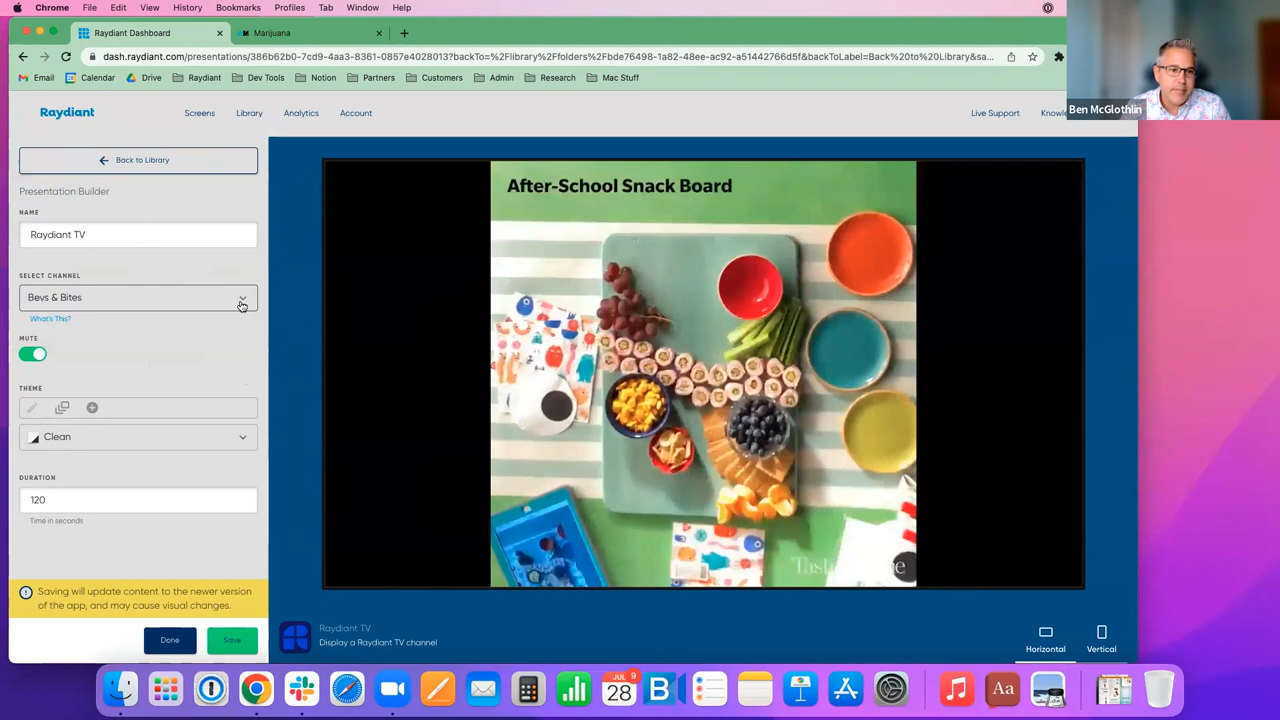 Chrome File Edit View History Bookmarks Profiles Tab Window Help
Raydiant Dashboard
Marijuana
dash.raydiant.com/presentations/386b62b0-7cd9-4aa3-8361-0857e4028013?backTo=%2Flibrary%2Ffolders%2Fbde76498-1a82-48ee-ac92-a51442766d5f&backToLabel=Back%20to%20Library&sa...
Email Calendar Drive Raydiant Dev Tools Notion Partners Customers Admin Research Mac Stuff
Ben McGlothlin
Raydiant Screens Library Analytics Account Live Support
Back to Library
Presentation Builder
NAME
Raydiant TV
SELECT CHANNEL
Bevs & Bites
What's This?
MUTE
THEME
Clean
DURATION
120
Time in seconds
Saving will update content to the newer version
of the app, and may cause visual changes.
Done Save
After-School Snack Board
Raydiant TV
Display a Raydiant TV channel
Horizontal Vertical
JUL 9
28
Aa